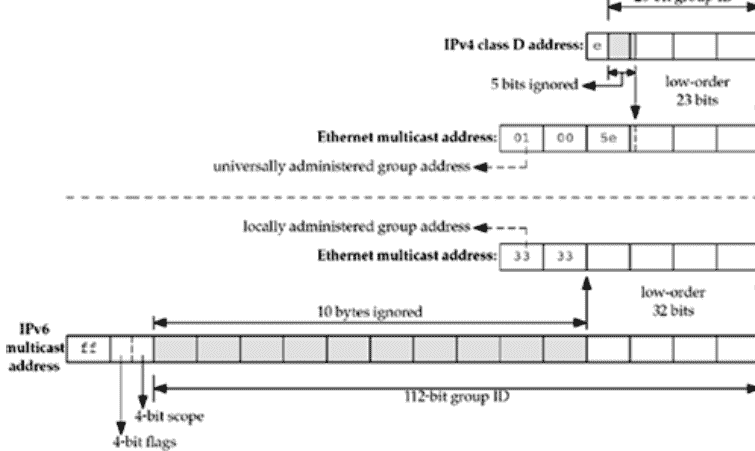 IPv4 class D address:
e
5 bits ignored
low-order
23 bits
Ethernet multicast address:
01 00 5e
universally administered group address
locally administered group address
Ethernet multicast address:
33 33
low-order
32 bits
10 bytes ignored
IPv6
multicast
address
ff
112-bit group ID
4-bit scope
4-bit flags